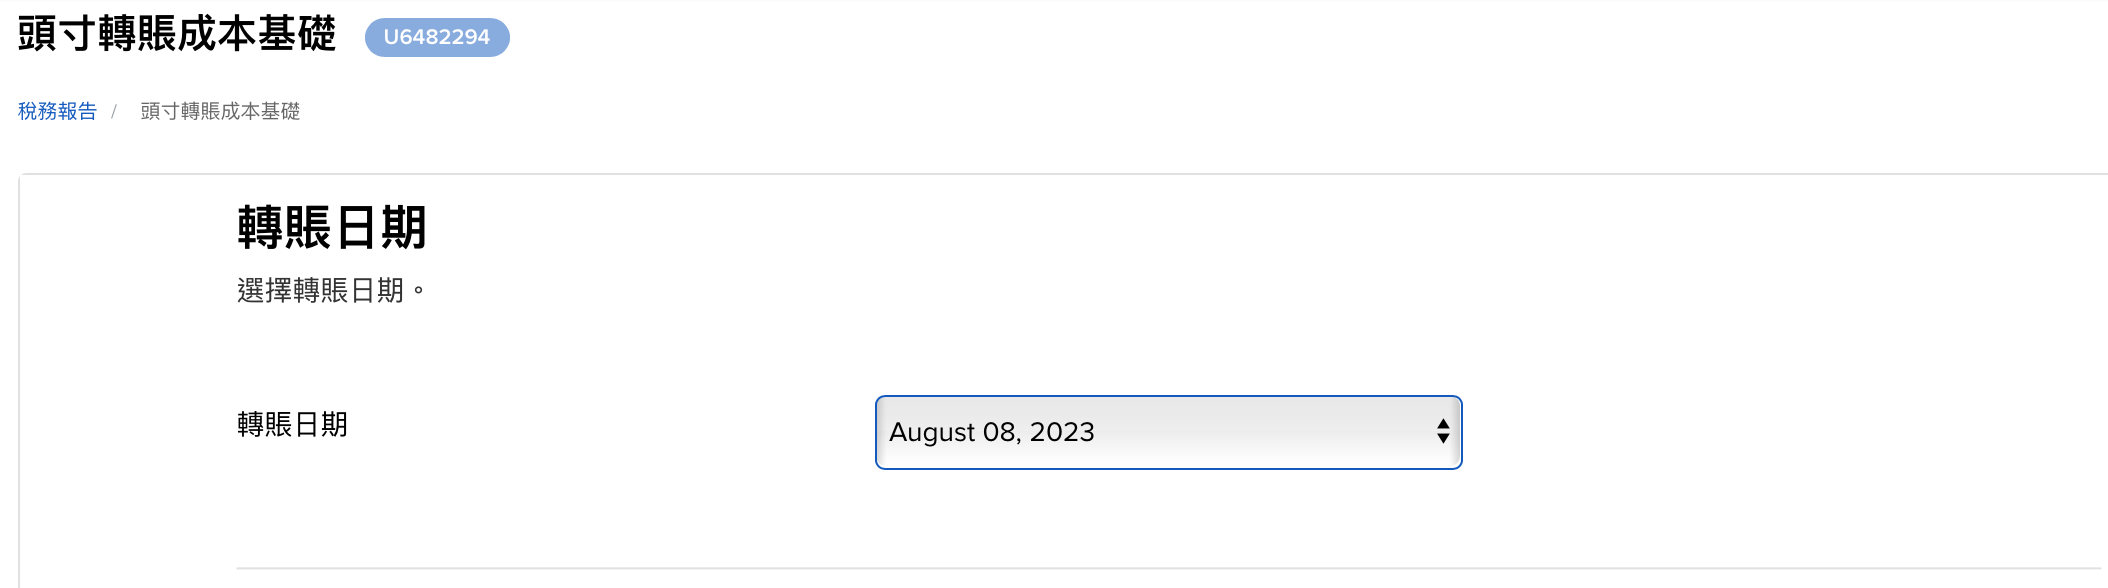 頭寸轉賬成本基礎 U6482294
稅務報告 / 頭寸轉賬成本基礎
轉賬日期
選擇轉賬日期。
轉賬日期 August 08, 2023